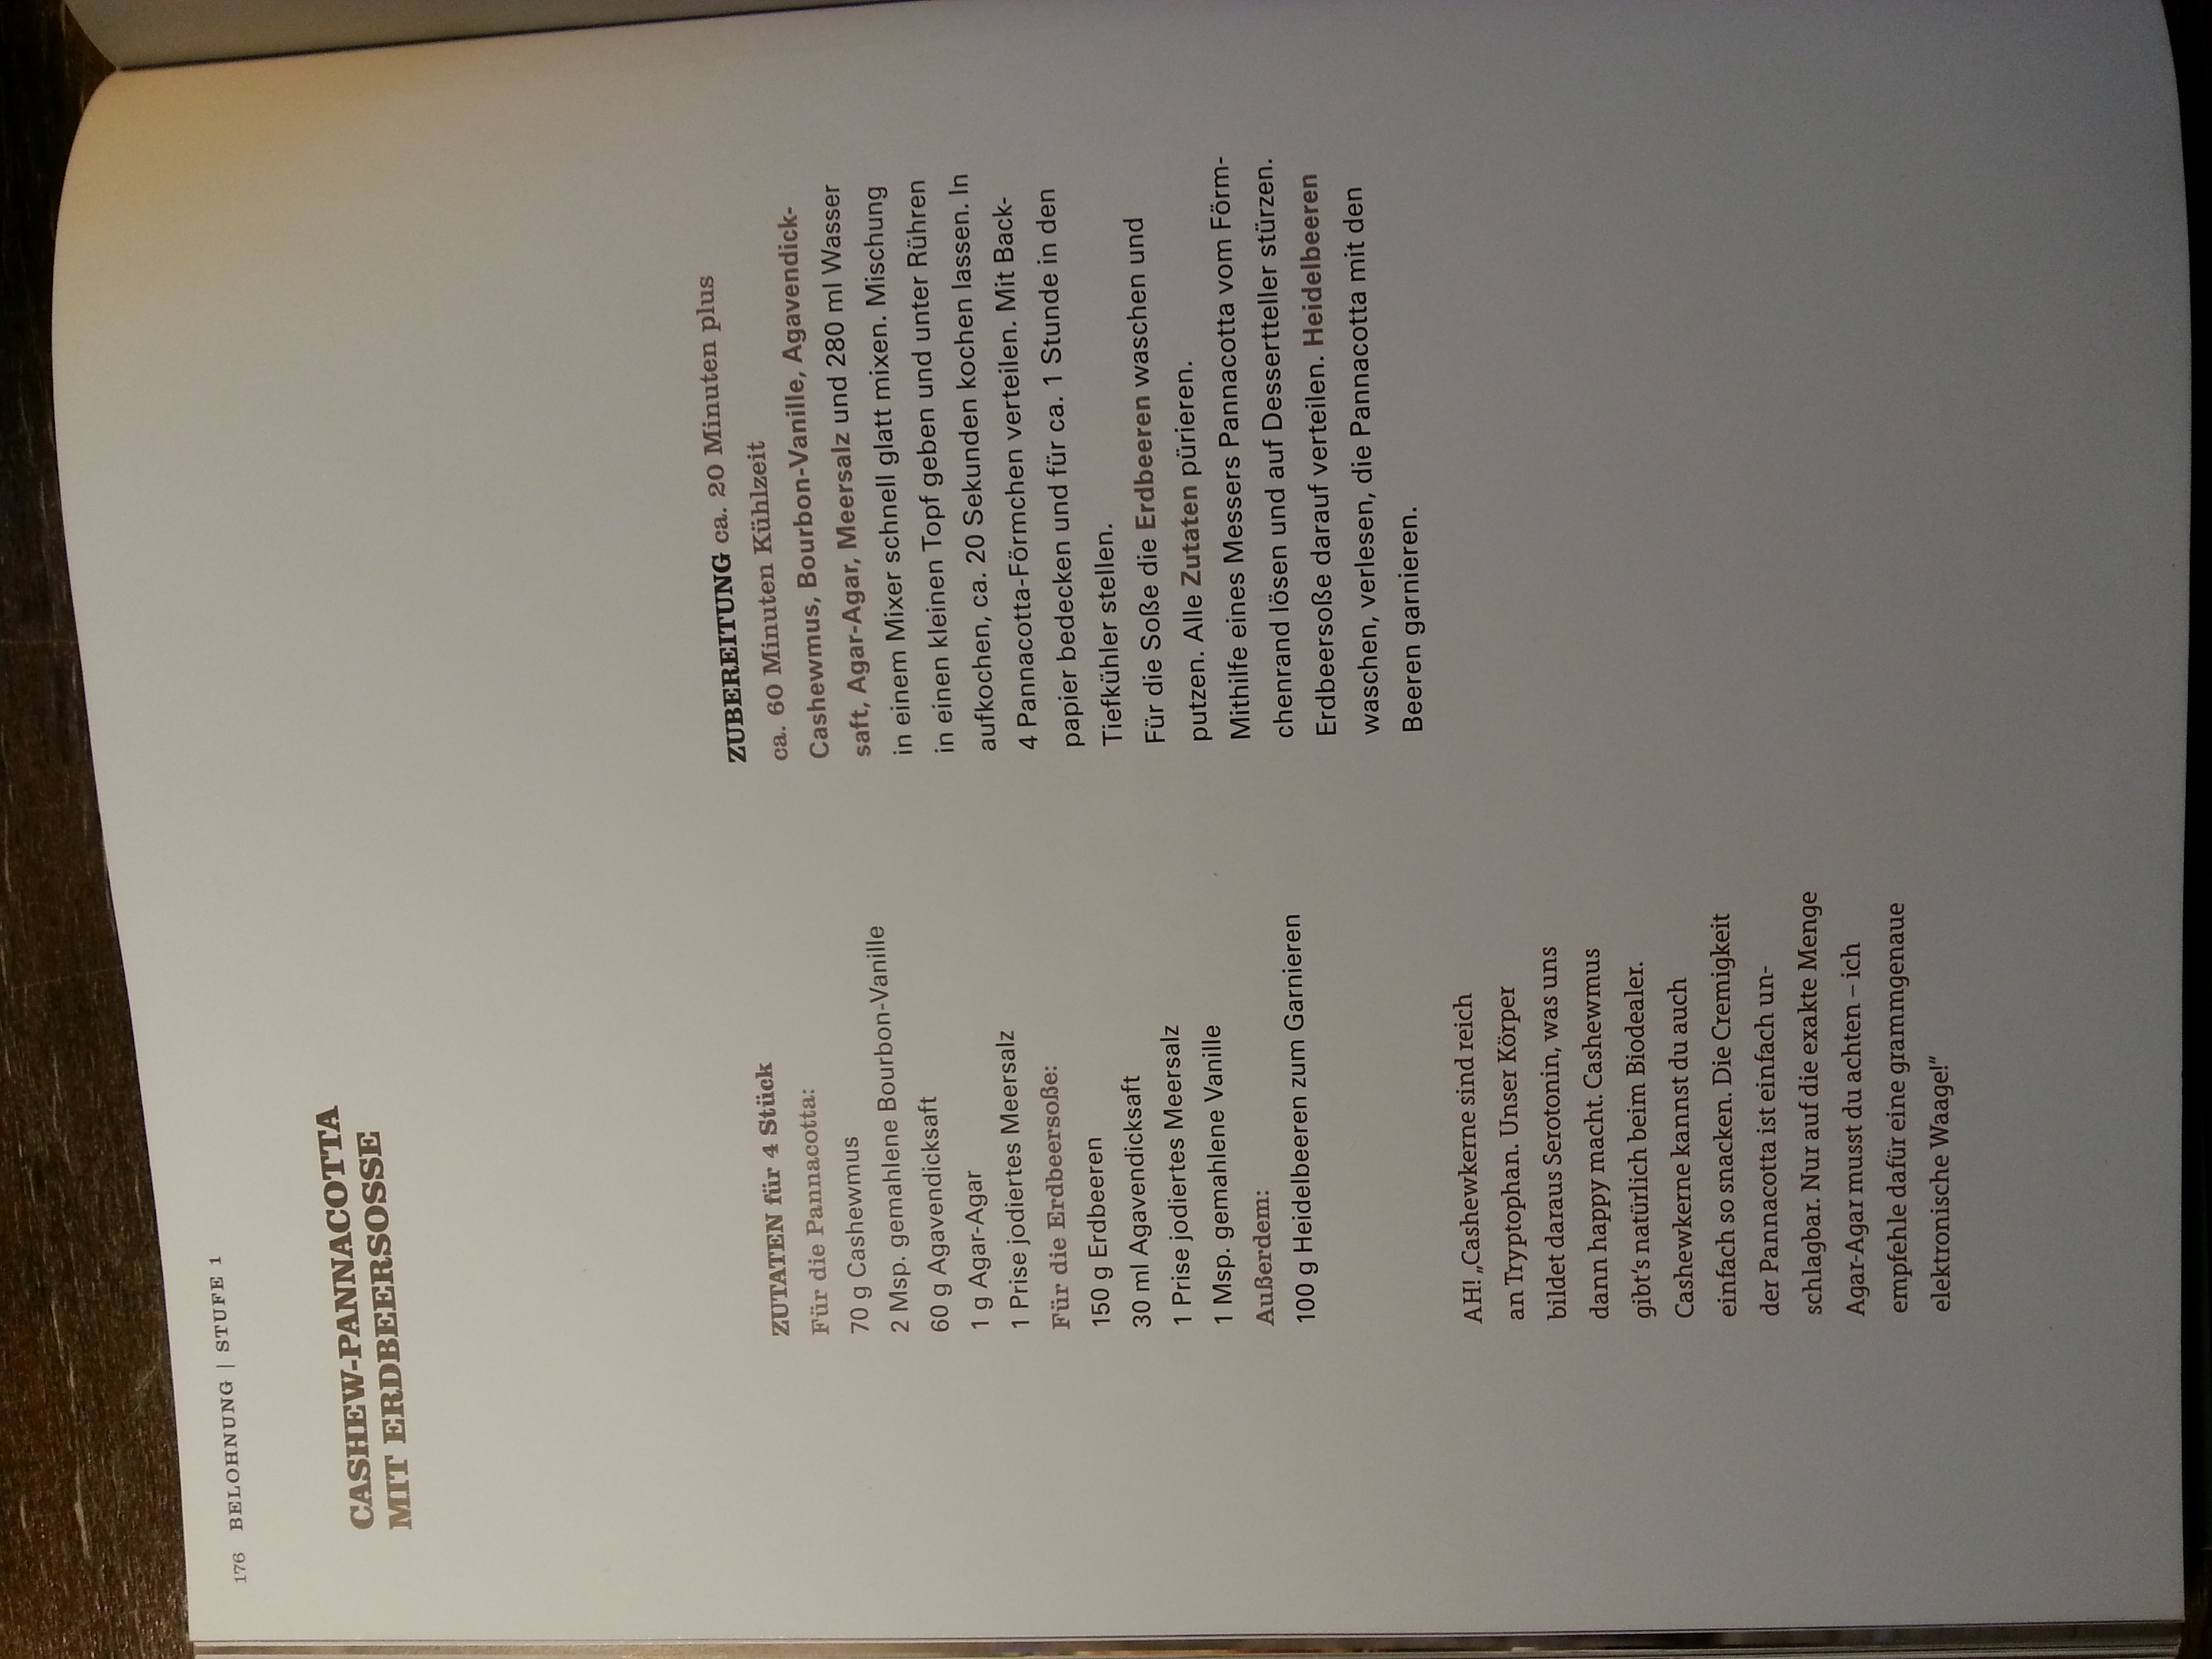 176 BELOHNUNG | STUFE 1
CASHEW-PANNACOTTA
MIT ERDBEERSOSSE
ZUTATEN für 4 Stück
Für die Pannacotta:
70 g Cashewmus
2 Msp. gemahlene Bourbon-Vanille
60 g Agavendicksaft
1 g Agar-Agar
1 Prise jodiertes Meersalz
Für die Erdbeersoße:
150 g Erdbeeren
30 ml Agavendicksaft
1 Prise jodiertes Meersalz
1 Msp. gemahlene Vanille
Außerdem:
100 g Heidelbeeren zum Garnieren
AH! „Cashewkerne sind reich
an Tryptophan. Unser Körper
bildet daraus Serotonin, was uns
dann happy macht. Cashewmus
gibt‘s natürlich beim Biodealer.
Cashewkerne kannst du auch
einfach so snacken. Die Cremigkeit
der Pannacotta ist einfach un-
schlagbar. Nur auf die exakte Menge
Agar-Agar musst du achten – ich
empfehle dafür eine grammgenaue
elektronische Waage!“
ZUBEREITUNG ca. 20 Minuten plus
ca. 60 Minuten Kühlzeit
Cashewmus, Bourbon-Vanille, Agavendick-
saft, Agar-Agar, Meersalz und 280 ml Wasser
in einem Mixer schnell glatt mixen. Mischung
in einen kleinen Topf geben und unter Rühren
aufkochen, ca. 20 Sekunden kochen lassen. In
4 Pannacotta-Förmchen verteilen. Mit Back-
papier bedecken und für ca. 1 Stunde in den
Tiefkühler stellen.
Für die Soße die Erdbeeren waschen und
putzen. Alle Zutaten pürieren.
Mithilfe eines Messers Pannacotta vom Förm-
chenrand lösen und auf Dessertteller stürzen.
Erdbeersoße darauf verteilen. Heidelbeeren
waschen, verlesen, die Pannacotta mit den
Beeren garnieren.